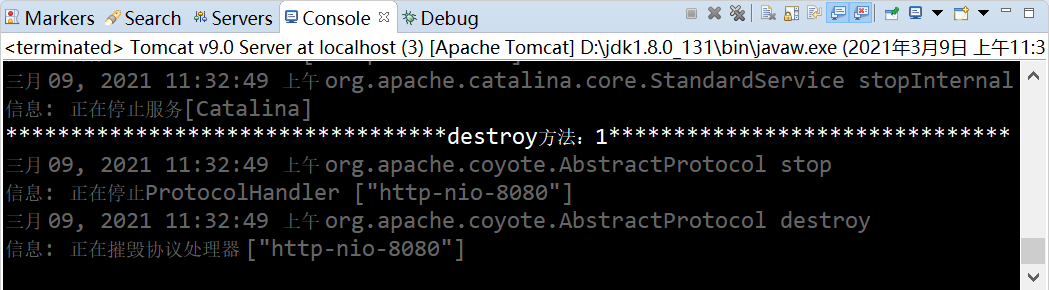 Markers Search Servers Console Debug
<terminated> Tomcat v9.0 Server at localhost (3) [Apache Tomcat] D:\jdk1.8.0_131\bin\javaw.exe (2021年3月9日 上午11:3
三月 09, 2021 11:32:49 上午 org.apache.catalina.core.StandardService stopInternal
信息: 正在停止服务[Catalina]
**********************************destroy方法：1*******************************
三月 09, 2021 11:32:49 上午 org.apache.coyote.AbstractProtocol stop
信息: 正在停止ProtocolHandler ["http-nio-8080"]
三月 09, 2021 11:32:49 上午 org.apache.coyote.AbstractProtocol destroy
信息: 正在摧毁协议处理器 ["http-nio-8080"]